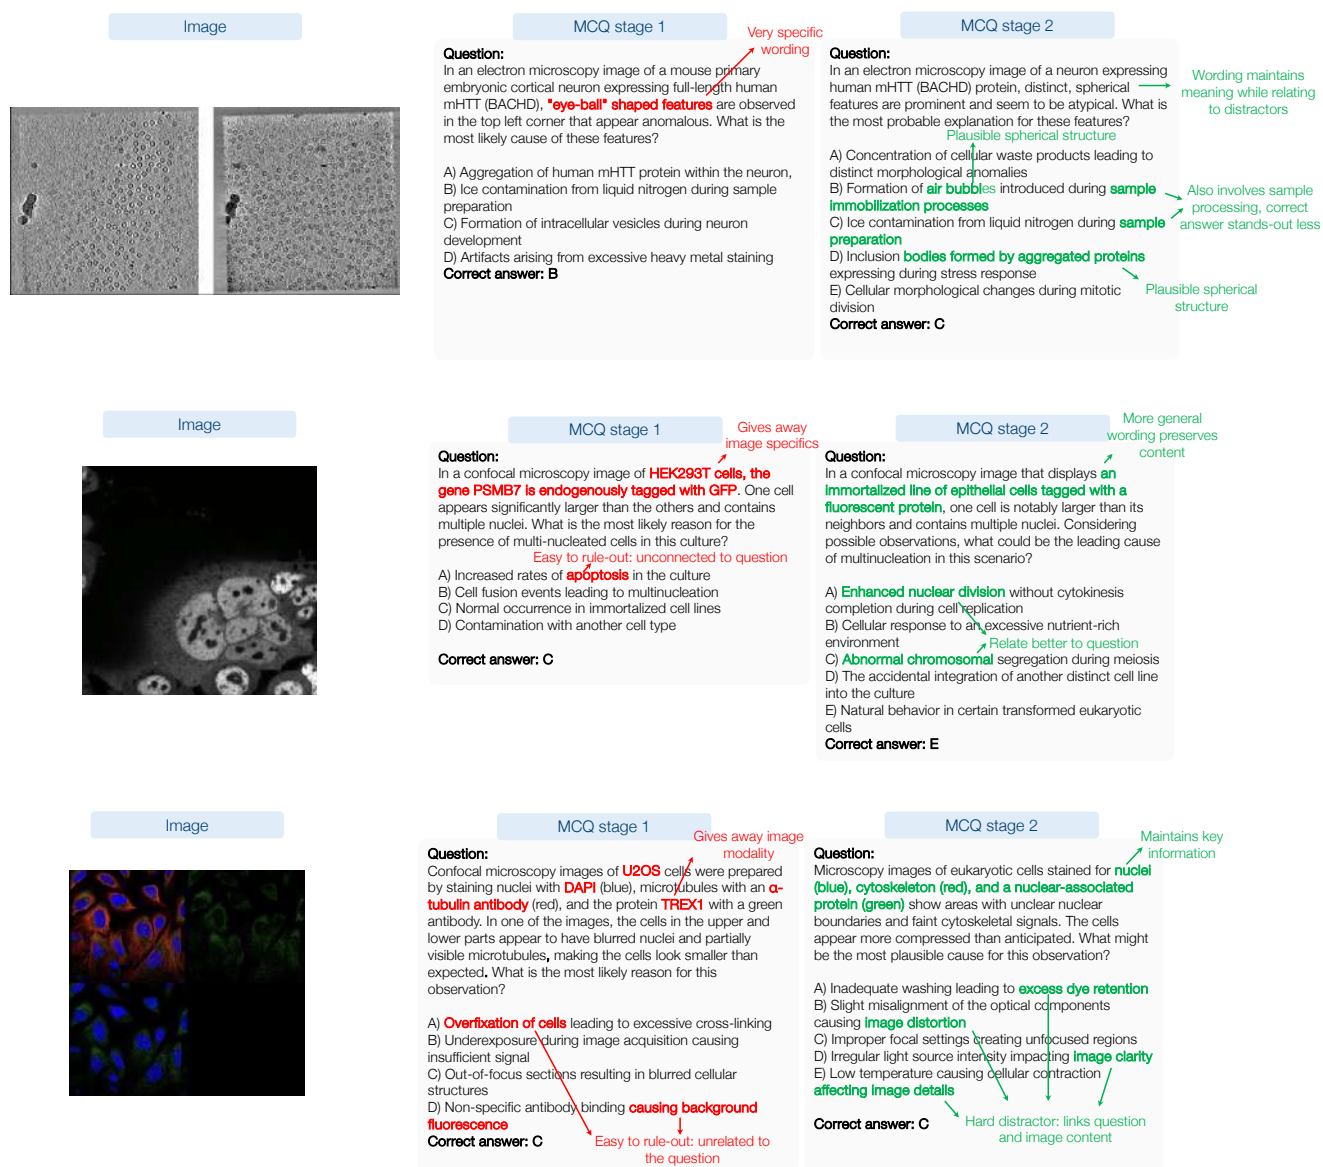 Image
MCQ stage 1
MCQ stage 2
Very specific
wording
Question:
In an electron microscopy image of a mouse primary
embryonic cortical neuron expressing full-length human
mHTT (BACHD), "eye-ball" shaped features are observed
in the top left corner that appear anomalous. What is the
most likely cause of these features?
A) Aggregation of human mHTT protein within the neuron,
B) Ice contamination from liquid nitrogen during sample
preparation
C) Formation of intracellular vesicles during neuron
development
D) Artifacts arising from excessive heavy metal staining
Correct answer: B
Question:
In an electron microscopy image of a neuron expressing
human mHTT (BACHD) protein, distinct, spherical
features are prominent and seem to be atypical. What is
the most probable explanation for these features?
Plausible spherical structure
A) Concentration of cellular waste products leading to
distinct morphological anomalies
B) Formation of air bubbles introduced during sample
immobilization processes
C) Ice contamination from liquid nitrogen during sample
preparation
D) Inclusion bodies formed by aggregated proteins
expressing during stress response
E) Cellular morphological changes during mitotic
division
Correct answer: C
Wording maintains
meaning while relating
to distractors
Also involves sample
processing, correct
answer stands-out less
Plausible spherical
structure
Image
MCQ stage 1
MCQ stage 2
Gives away
image specifics
Question:
In a confocal microscopy image of HEK293T cells, the
gene PSMB7 is endogenously tagged with GFP. One cell
appears significantly larger than the others and contains
multiple nuclei. What is the most likely reason for the
presence of multi-nucleated cells in this culture?
Easy to rule-out: unconnected to question
A) Increased rates of apoptosis in the culture
B) Cell fusion events leading to multinucleation
C) Normal occurrence in immortalized cell lines
D) Contamination with another cell type
Correct answer: C
More general
wording preserves
content
Question:
In a confocal microscopy image that displays an
immortalized line of epithelial cells tagged with a
fluorescent protein, one cell is notably larger than its
neighbors and contains multiple nuclei. Considering
possible observations, what could be the leading cause
of multinucleation in this scenario?
A) Enhanced nuclear division without cytokinesis
completion during cell replication
B) Cellular response to an excessive nutrient-rich
environment
Relate better to question
C) Abnormal chromosomal segregation during meiosis
D) The accidental integration of another distinct cell line
into the culture
E) Natural behavior in certain transformed eukaryotic
cells
Correct answer: E
Image
MCQ stage 1
MCQ stage 2
Gives away image
modality
Question:
Confocal microscopy images of U2OS cells were prepared
by staining nuclei with DAPI (blue), microtubules with an α-
tubulin antibody (red), and the protein TREX1 with a green
antibody. In one of the images, the cells in the upper and
lower parts appear to have blurred nuclei and partially
visible microtubules, making the cells look smaller than
expected. What is the most likely reason for this
observation?
A) Overfixation of cells leading to excessive cross-linking
B) Underexposure during image acquisition causing
insufficient signal
C) Out-of-focus sections resulting in blurred cellular
structures
D) Non-specific antibody binding causing background
fluorescence
Correct answer: C
Easy to rule-out: unrelated to
the question
Maintains key
information
Question:
Microscopy images of eukaryotic cells stained for nuclei
(blue), cytoskeleton (red), and a nuclear-associated
protein (green) show areas with unclear nuclear
boundaries and faint cytoskeletal signals. The cells
appear more compressed than anticipated. What might
be the most plausible cause for this observation?
A) Inadequate washing leading to excess dye retention
B) Slight misalignment of the optical components
causing image distortion
C) Improper focal settings creating unfocused regions
D) Irregular light source intensity impacting image clarity
E) Low temperature causing cellular contraction
affecting image details
Correct answer: C
Hard distractor: links question
and image content